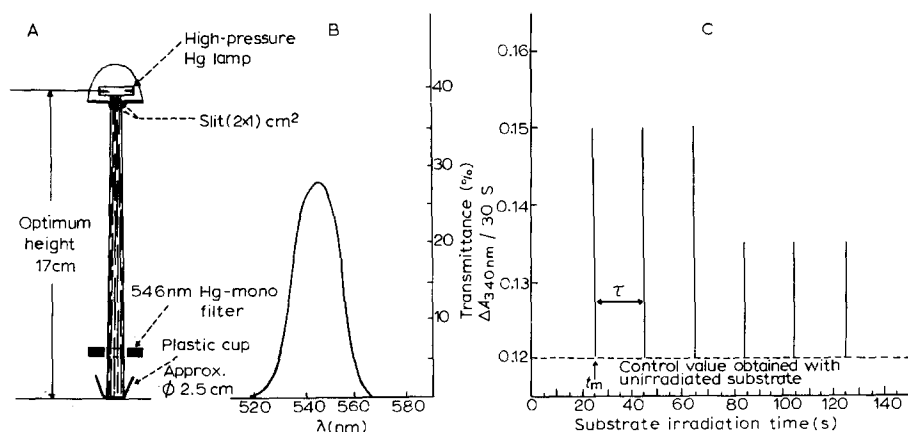 A
High-pressure
Hg lamp
Slit (2×1) cm²
Optimum
height
17cm
546nm Hg-mono
filter
Plastic cup
Approx.
ϕ 2.5 cm
B
40
30
20
10
Transmittance (%)
520 540 560 580
λ(nm)
C
0.16
0.15
0.14
0.13
0.12
ΔA340nm / 30 S
τ
tm
Control value obtained with
unirradiated substrate
0 20 40 60 80 100 120 140
Substrate irradiation time (s)